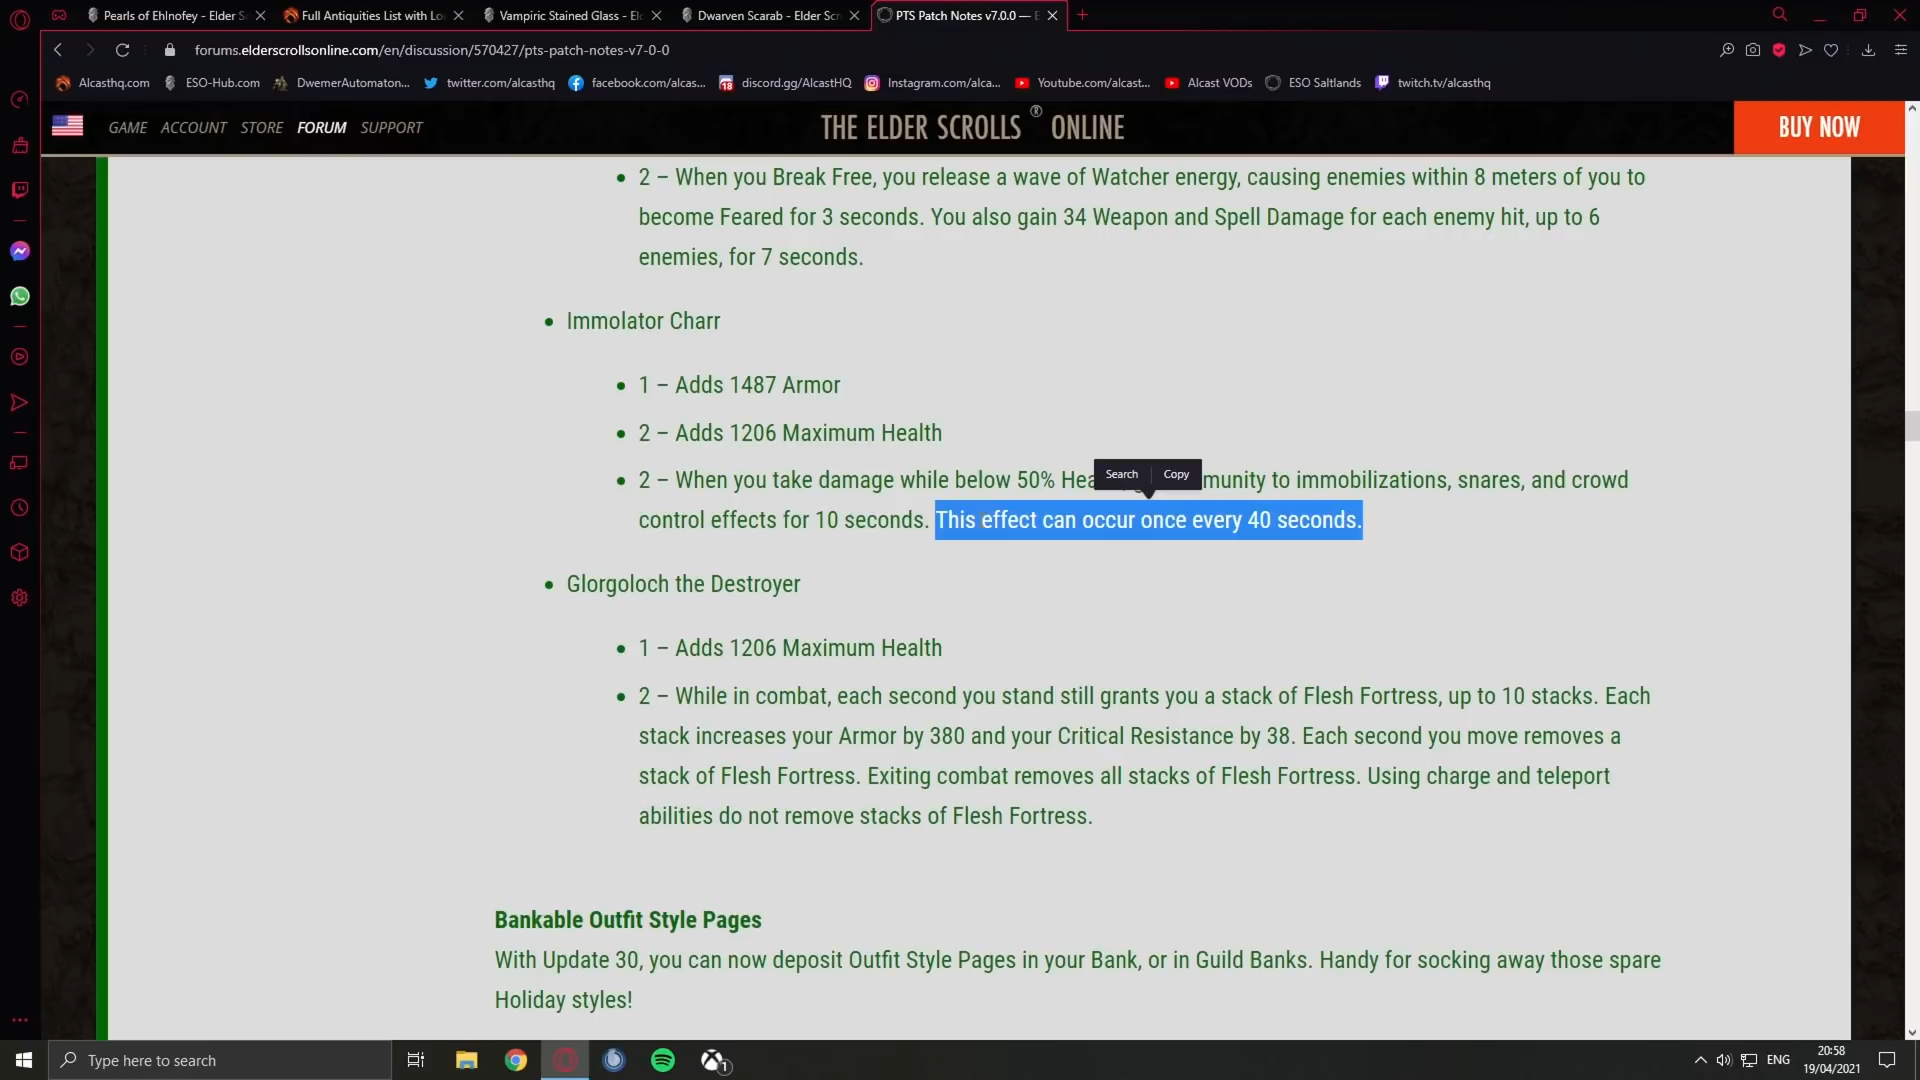 Pearls of Ehlnofey - Elder S
Full Antiquities List with Lo
Vampiric Stained Glass - El
Dwarven Scarab - Elder Scr
PTS Patch Notes v7.0.0 — E
forums.elderscrollsonline.com/en/discussion/570427/pts-patch-notes-v7-0-0
Alcasthq.com
ESO-Hub.com
DwemerAutomaton...
twitter.com/alcasthq
facebook.com/alcas...
18
discord.gg/AlcastHQ
Instagram.com/alca...
Youtube.com/alcast...
Alcast VODs
ESO Saltlands
twitch.tv/alcasthq
GAME ACCOUNT STORE FORUM SUPPORT
THE ELDER SCROLLS ® ONLINE
BUY NOW
2 – When you Break Free, you release a wave of Watcher energy, causing enemies within 8 meters of you to
become Feared for 3 seconds. You also gain 34 Weapon and Spell Damage for each enemy hit, up to 6
enemies, for 7 seconds.
Immolator Charr
1 – Adds 1487 Armor
2 – Adds 1206 Maximum Health
Search Copy
2 – When you take damage while below 50% Hea munity to immobilizations, snares, and crowd
control effects for 10 seconds. This effect can occur once every 40 seconds.
Glorgoloch the Destroyer
1 – Adds 1206 Maximum Health
2 – While in combat, each second you stand still grants you a stack of Flesh Fortress, up to 10 stacks. Each
stack increases your Armor by 380 and your Critical Resistance by 38. Each second you move removes a
stack of Flesh Fortress. Exiting combat removes all stacks of Flesh Fortress. Using charge and teleport
abilities do not remove stacks of Flesh Fortress.
Bankable Outfit Style Pages
With Update 30, you can now deposit Outfit Style Pages in your Bank, or in Guild Banks. Handy for socking away those spare
Holiday styles!
Type here to search
1
ENG
20:58
19/04/2021